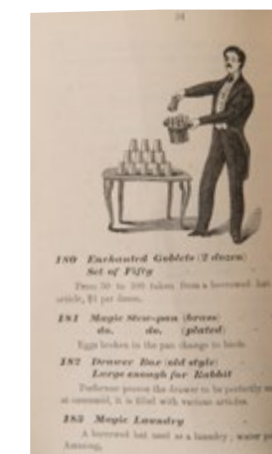 180 Enchanted Goblets (2 dozen)
Set of Fifty
From 50 to 100 taken from a borrowed hat
article, $1 per dozen.
181 Magic Stew-pan (brass)
do. do. (plated)
Eggs broken in the pan change to birds.
182 Drawer Box (old style)
Large enough for Rabbit
Performer proves the drawer to be perfectly
at command, it is filled with various articles.
183 Magic Laundry
A borrowed hat used as a laundry; water
Amusing.